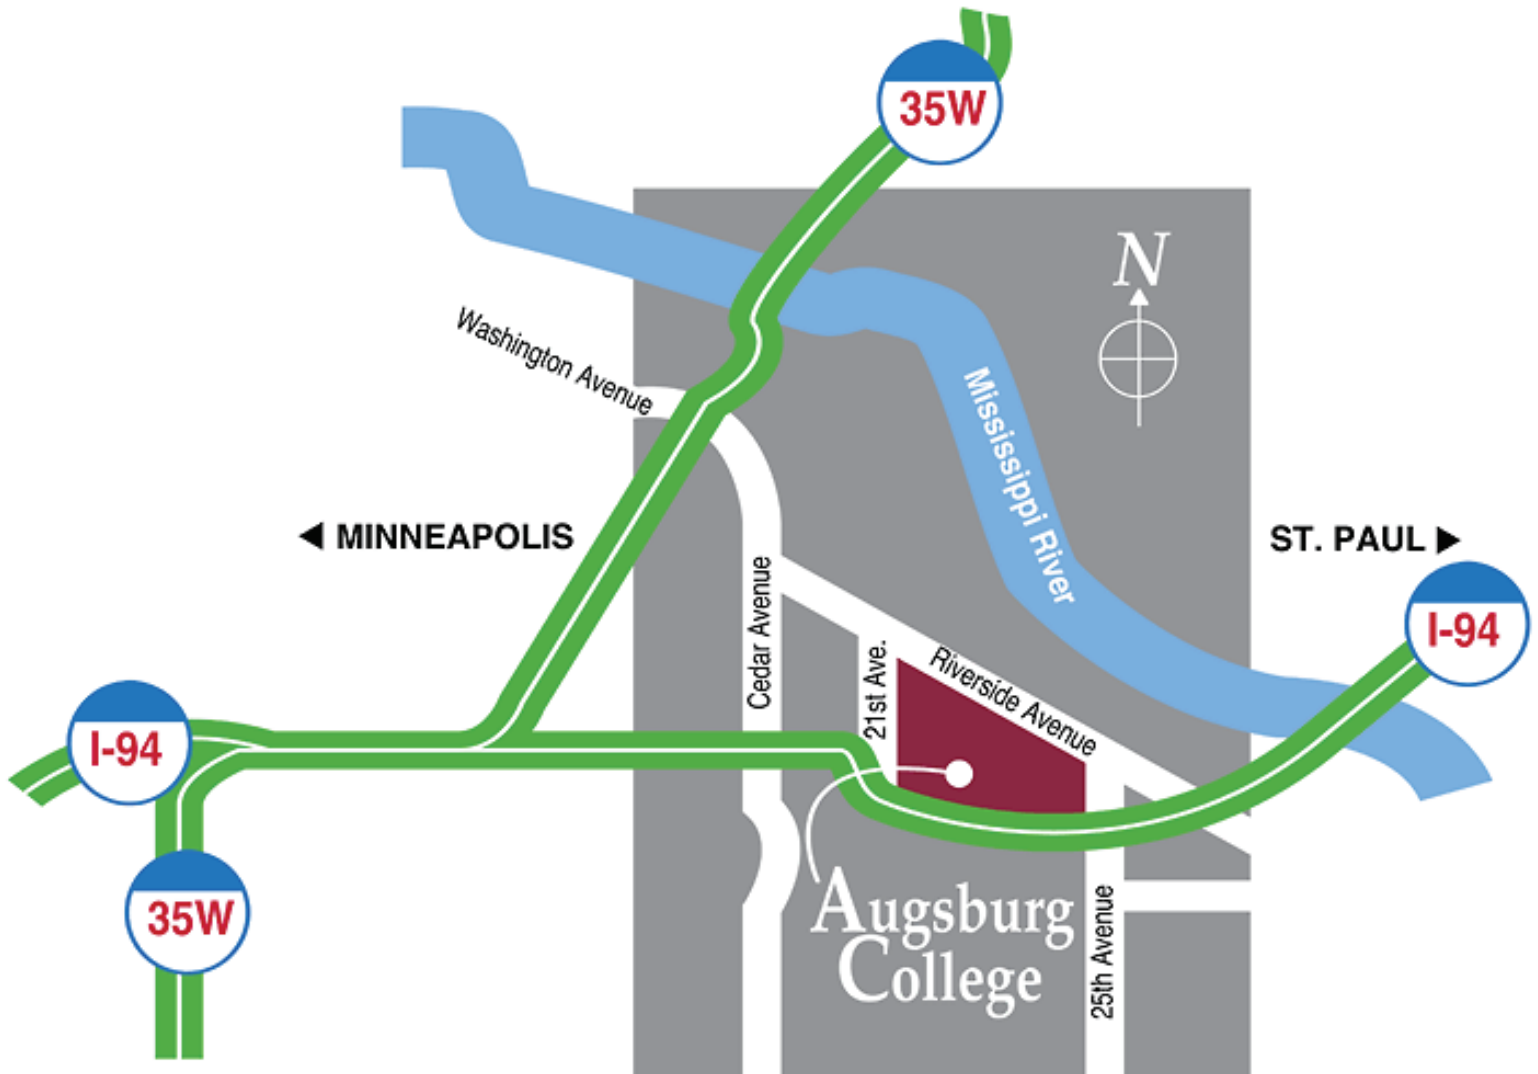 35W
N
Washington Avenue
Mississippi River
◀ MINNEAPOLIS
ST. PAUL ▶
I-94
Cedar Avenue
21st Ave.
Riverside Avenue
I-94
35W
Augsburg
College
25th Avenue